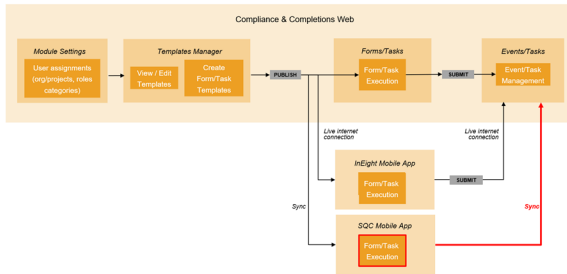 Compliance & Completions Web
Module Settings
User assignments
(org/projects, roles
categories)
Templates Manager
View / Edit
Templates
Create
Form/Task
Templates
PUBLISH
Forms/Tasks
Form/Task
Execution
SUBMIT
Events/Tasks
Event/Task
Management
Live internet
connection
Live internet
connection
InEight Mobile App
Form/Task
Execution
SUBMIT
Sync
SQC Mobile App
Form/Task
Execution
Sync